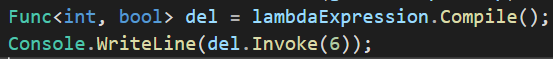 Func<int, bool> del = lambdaExpression.Compile();
Console.WriteLine(del.Invoke(6));